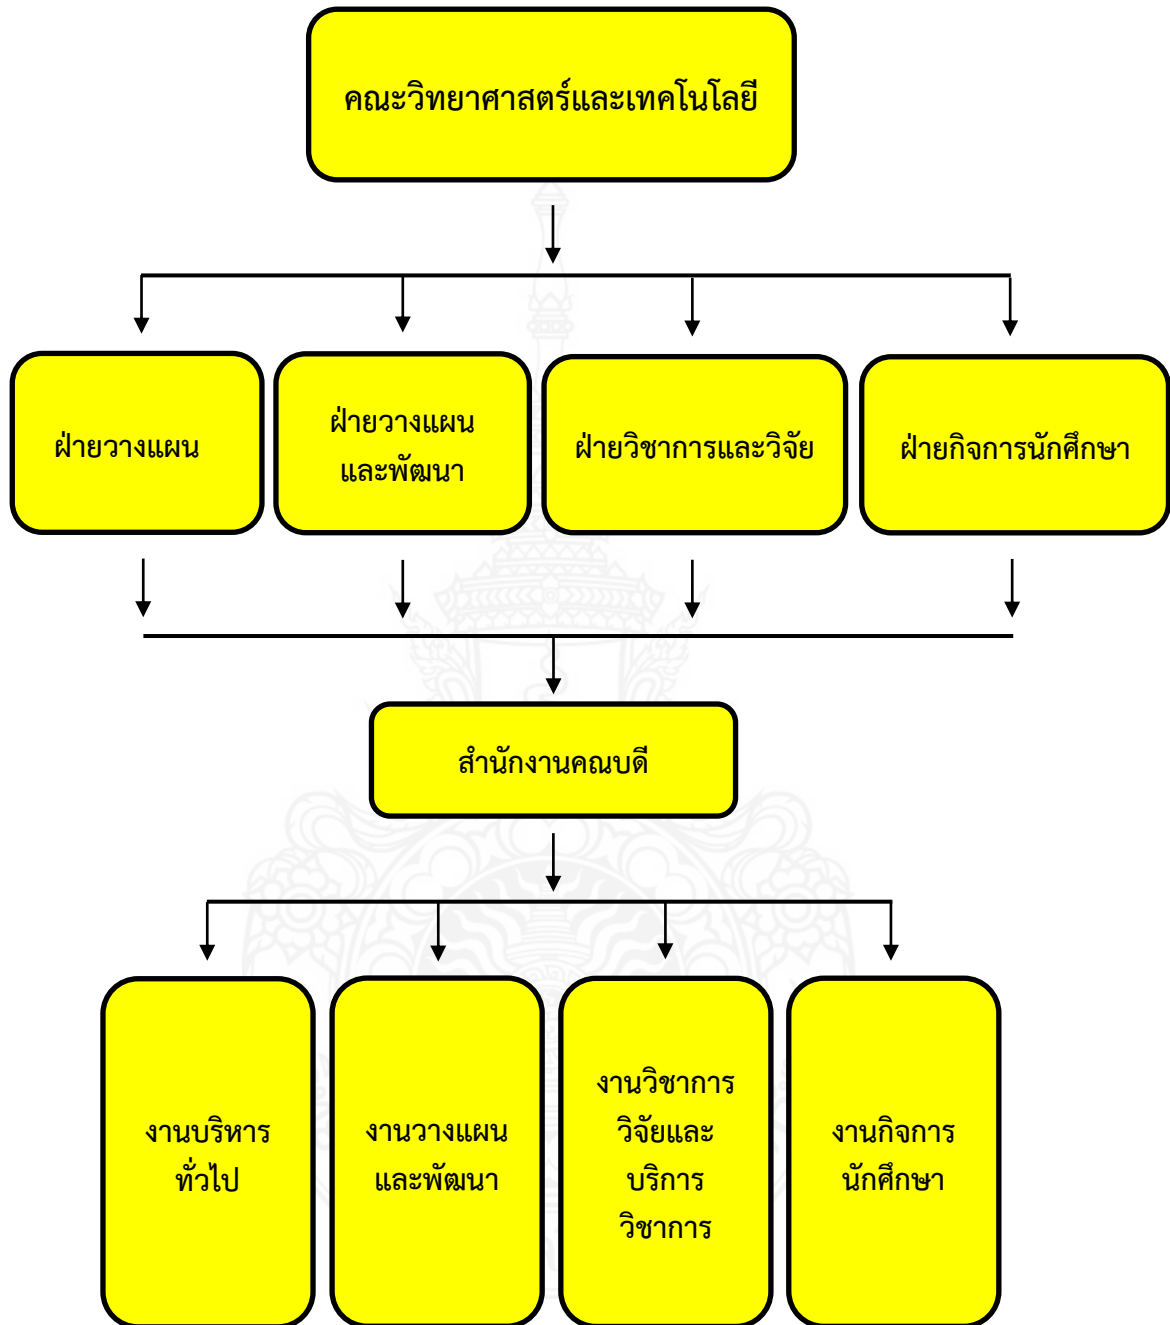 คณะวิทยาศาสตร์และเทคโนโลยี
ฝ่ายวางแผน
ฝ่ายวางแผน
และพัฒนา
ฝ่ายวิชาการและวิจัย
ฝ่ายกิจการนักศึกษา
สำนักงานคณบดี
งานบริหาร
ทั่วไป
งานวางแผน
และพัฒนา
งานวิชาการ
วิจัยและ
บริการ
วิชาการ
งานกิจการ
นักศึกษา